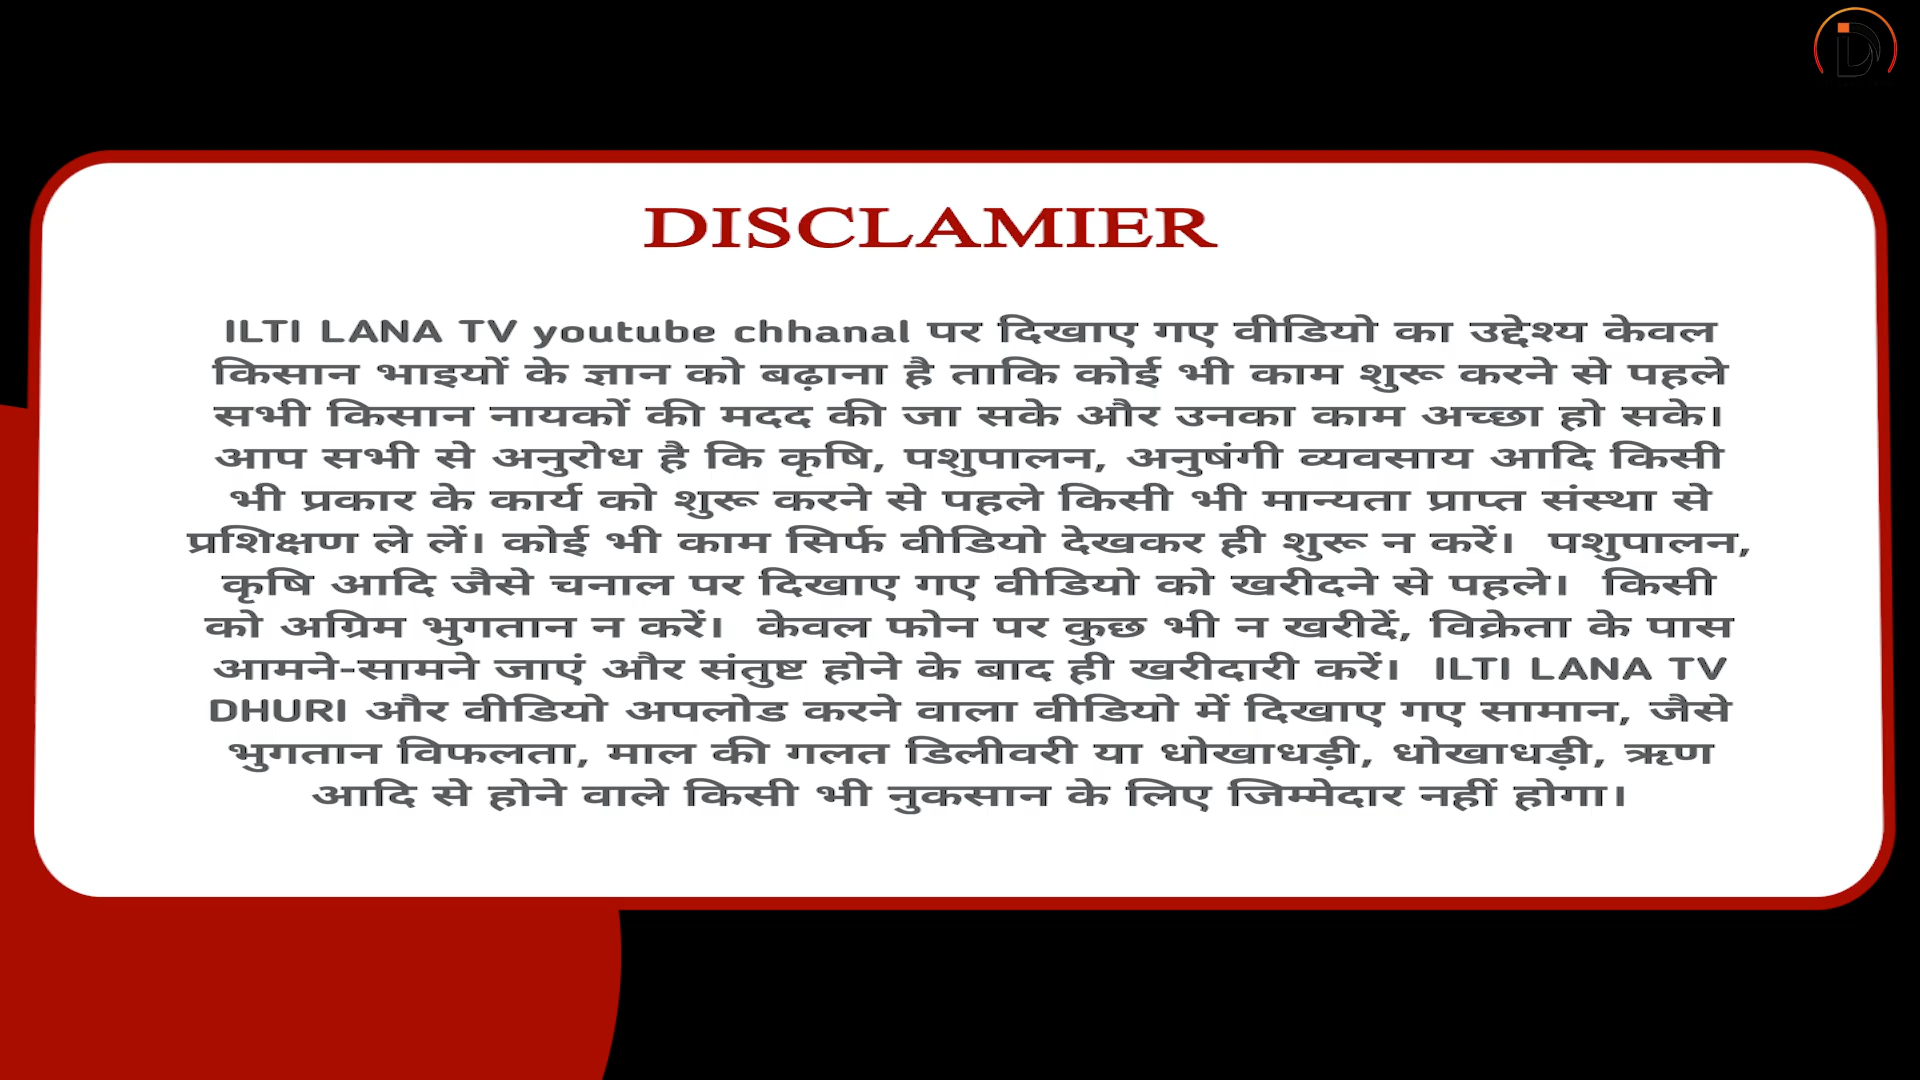 DISCLAMIER
ILTI LANA TV youtube chhanal पर दिखाए गए वीडियो का उद्देश्य केवल
किसान भाइयों के ज्ञान को बढ़ाना है ताकि कोई भी काम शुरू करने से पहले
सभी किसान नायकों की मदद की जा सके और उनका काम अच्छा हो सके।
आप सभी से अनुरोध है कि कृषि, पशुपालन, अनुषंगी व्यवसाय आदि किसी
भी प्रकार के कार्य को शुरू करने से पहले किसी भी मान्यता प्राप्त संस्था से
प्रशिक्षण ले लें। कोई भी काम सिर्फ वीडियो देखकर ही शुरू न करें। पशुपालन,
कृषि आदि जैसे चनाल पर दिखाए गए वीडियो को खरीदने से पहले। किसी
को अग्रिम भुगतान न करें। केवल फोन पर कुछ भी न खरीदें, विक्रेता के पास
आमने-सामने जाएं और संतुष्ट होने के बाद ही खरीदारी करें। ILTI LANA TV
DHURI और वीडियो अपलोड करने वाला वीडियो में दिखाए गए सामान, जैसे
भुगतान विफलता, माल की गलत डिलीवरी या धोखाधड़ी, धोखाधड़ी, ऋण
आदि से होने वाले किसी भी नुकसान के लिए जिम्मेदार नहीं होगा।